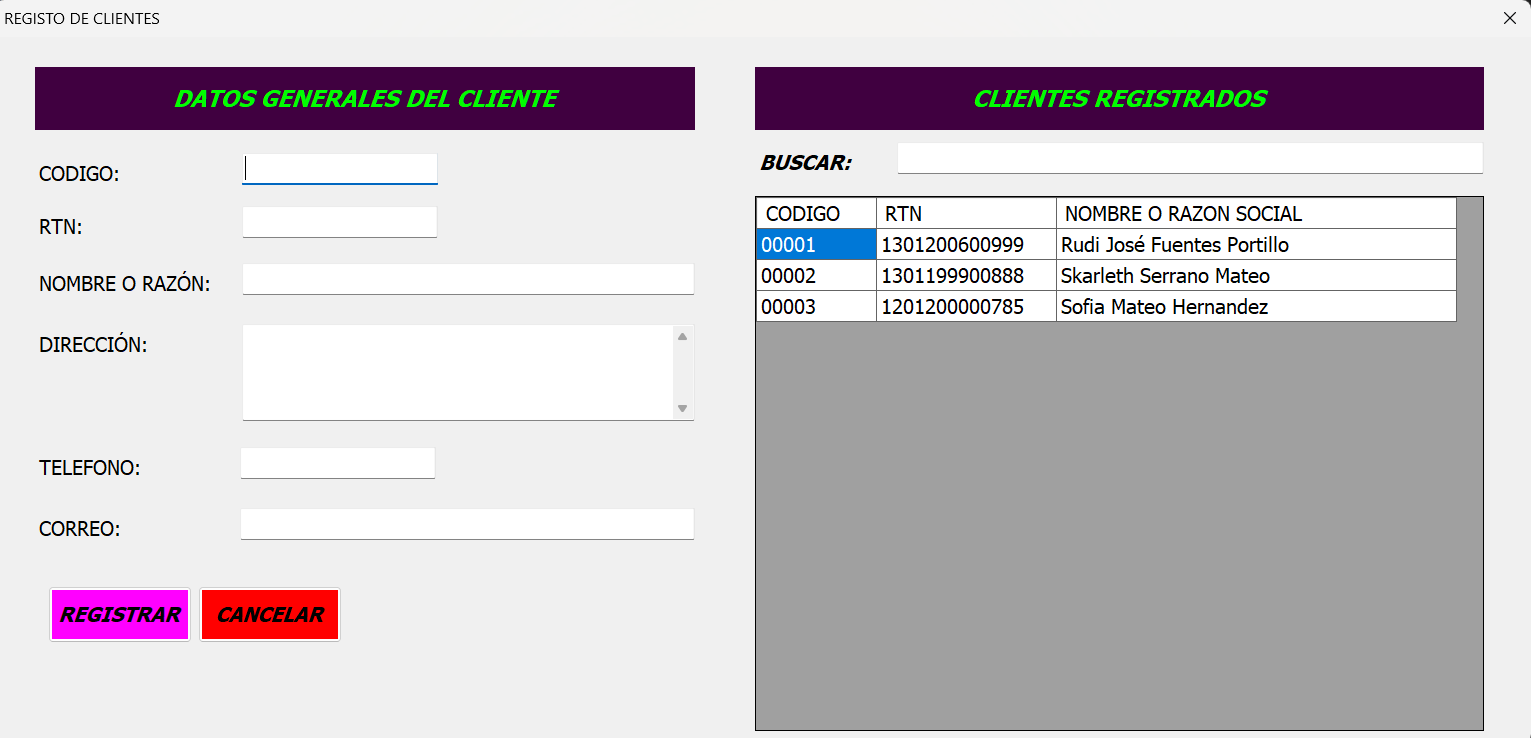 REGISTO DE CLIENTES
DATOS GENERALES DEL CLIENTE
CODIGO:
RTN:
NOMBRE O RAZÓN:
DIRECCIÓN:
TELEFONO:
CORREO:
REGISTRAR CANCELAR
CLIENTES REGISTRADOS
BUSCAR:
CODIGO RTN NOMBRE O RAZON SOCIAL
00001 1301200600999 Rudi José Fuentes Portillo
00002 1301199900888 Skarleth Serrano Mateo
00003 1201200000785 Sofia Mateo Hernandez